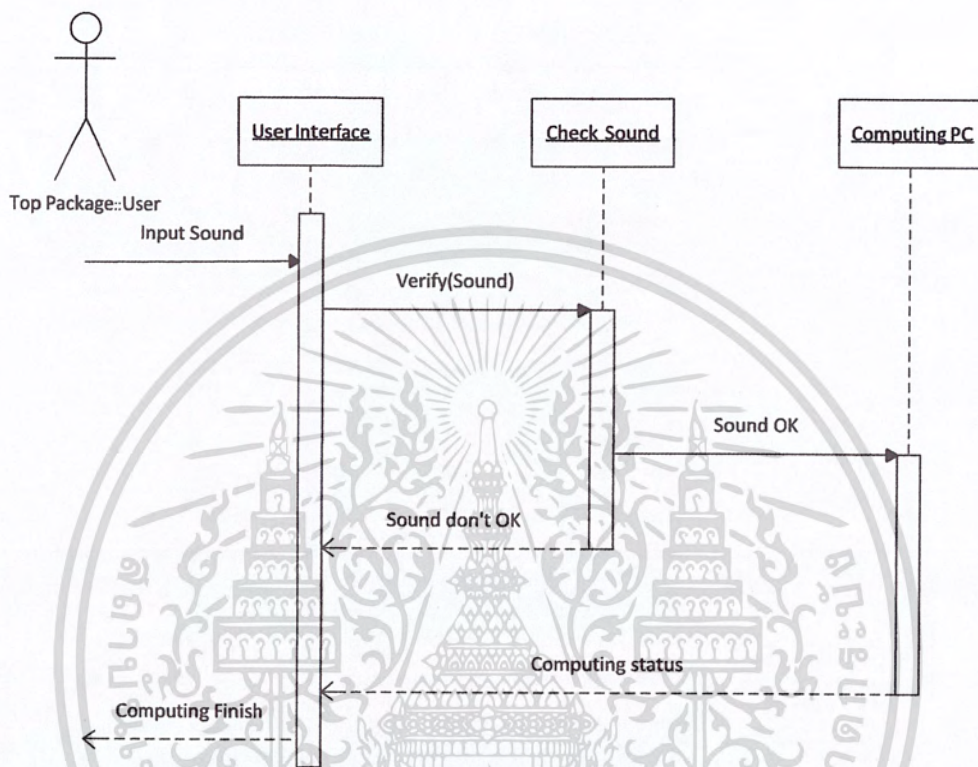 User Interface
Check Sound
Computing PC
Top Package::User
Input Sound
Verify(Sound)
Sound OK
Sound don't OK
Computing status
Computing Finish